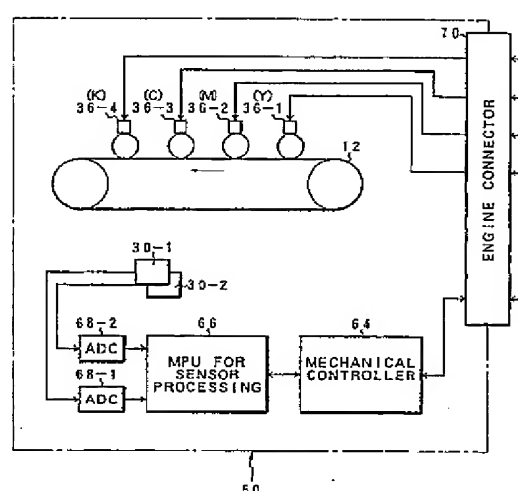 70
(K) (C) (M) (Y)
36-4 36-3 36-2 36-1
12
ENGINE CONNECTOR
30-1
30-2
68-2
ADC
68-1
ADC
66
MPU FOR
SENSOR
PROCESSING
64
MECHANICAL
CONTROLLER
60